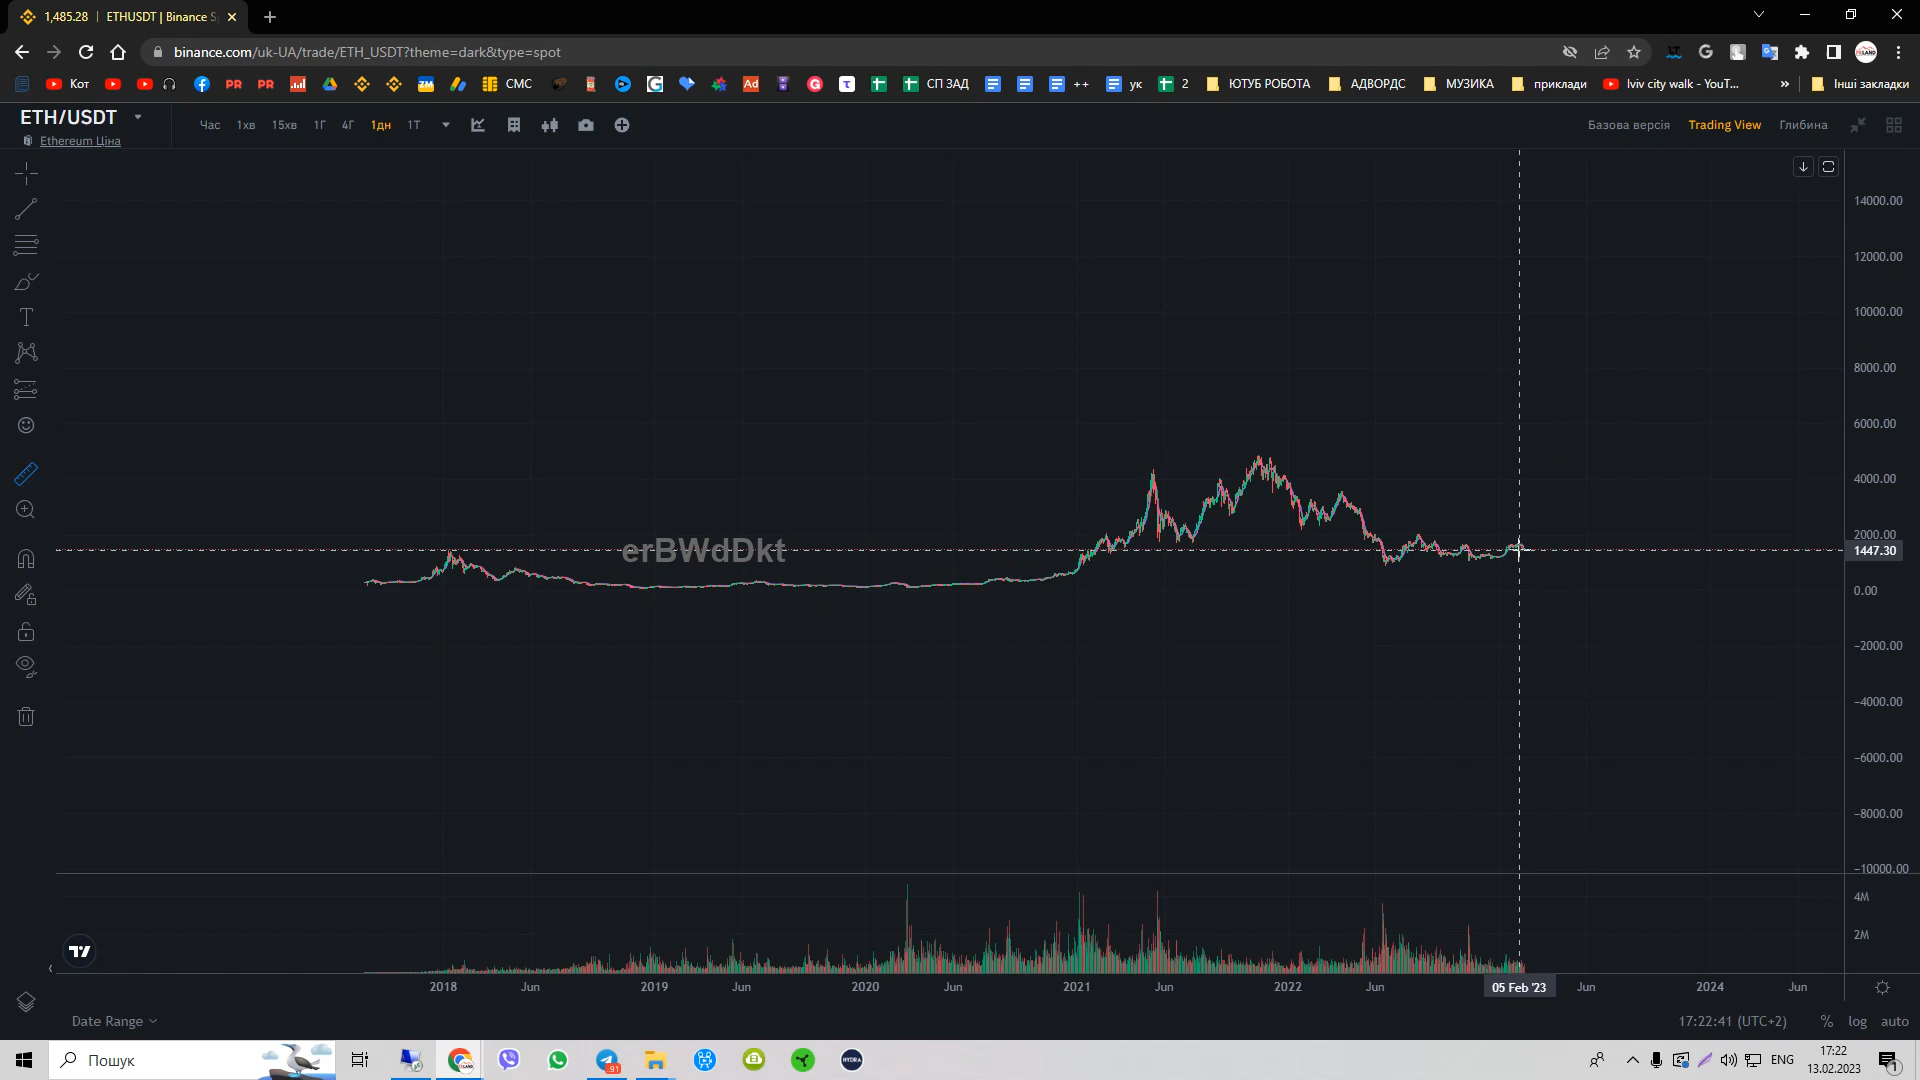 1,485.28 | ETHUSDT | Binance S
binance.com/uk-UA/trade/ETH_USDT?theme=dark&type=spot
Кот
PR
PR
ZM
СМС
G
Ad
СП ЗАД
++
ук
2
ЮТУБ РОБОТА
АДВОРДС
МУЗИКА
приклади
lviv city walk - YouT...
»
Інші закладки
ETH/USDT
Ethereum Ціна
Час 1хв 15хв 1Г 4Г 1дн 1Т
Базова версія Trading View Глибина
14000.00
12000.00
10000.00
8000.00
6000.00
4000.00
2000.00
erBWdDkt
1447.30
0.00
−2000.00
−4000.00
−6000.00
−8000.00
−10000.00
4M
2M
2018 Jun 2019 Jun 2020 Jun 2021 Jun 2022 Jun 05 Feb '23 Jun 2024 Jun
Date Range
17:22:41 (UTC+2) % log auto
Пошук
91
HYDRA
ENG
17:22
13.02.2023
1